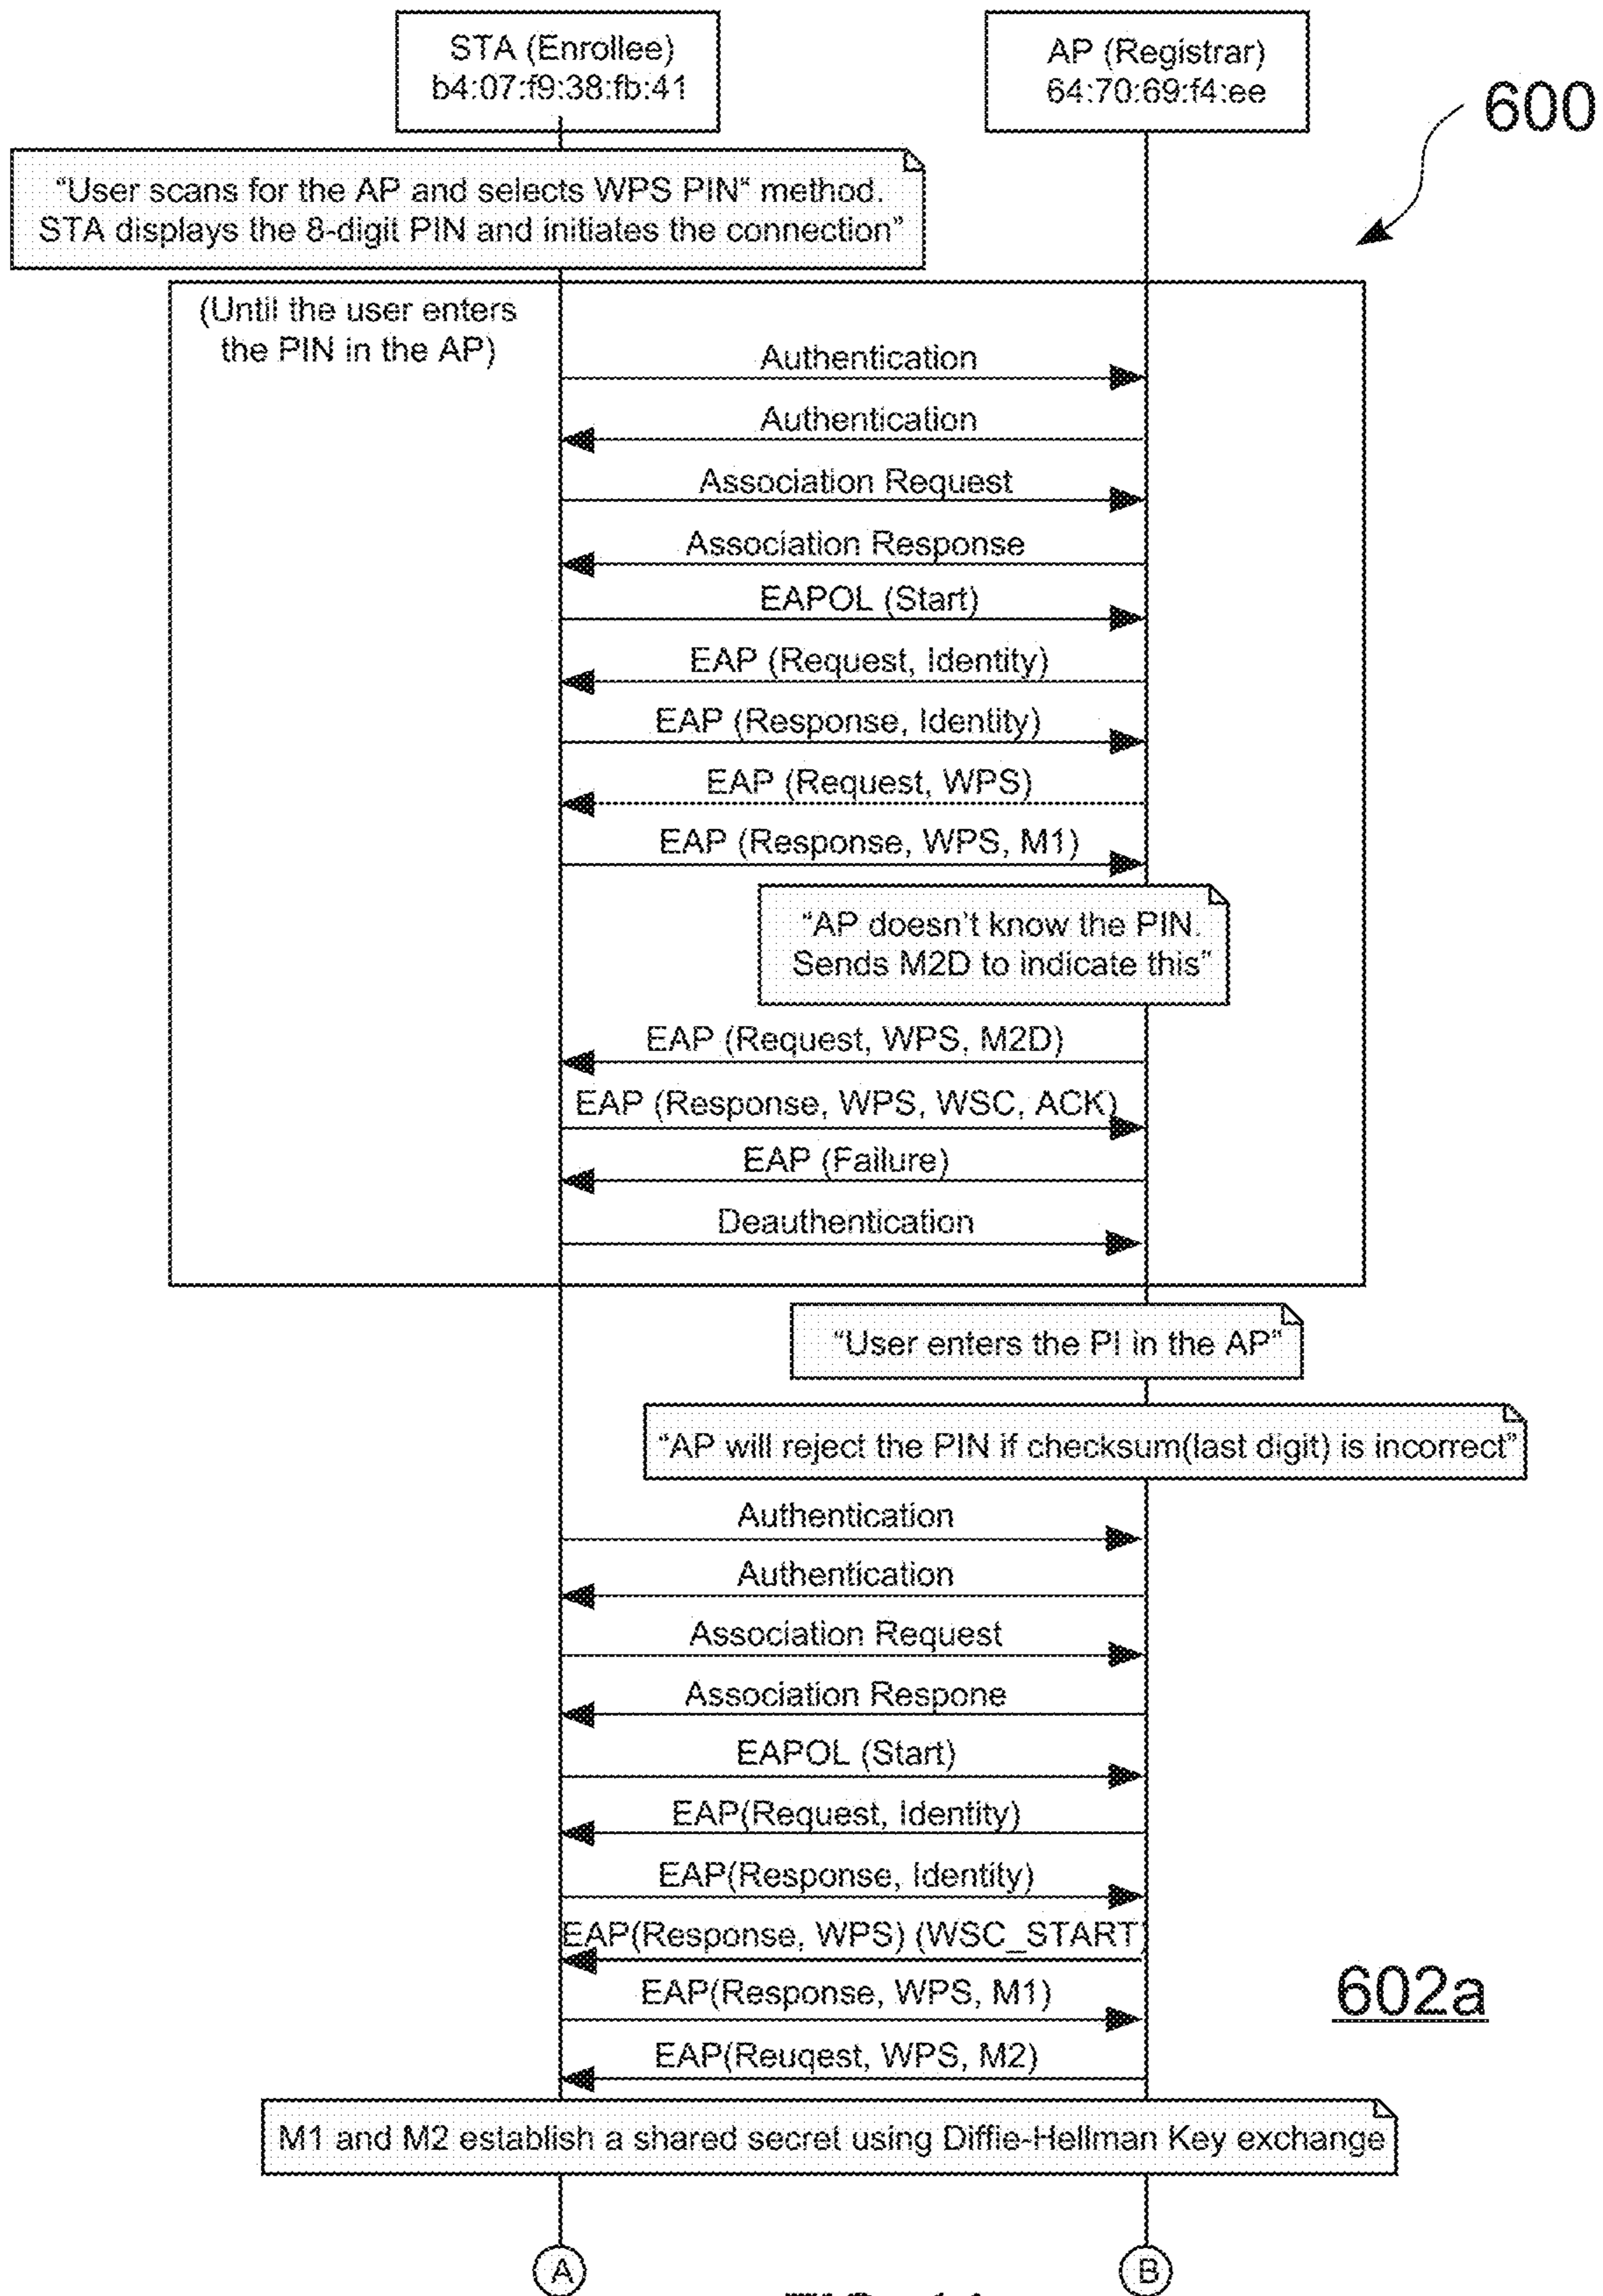 STA (Enrollee)
b4:07:f9:38:fb:41
AP (Registrar)
64:70:69:f4:ee
600
“User scans for the AP and selects WPS PIN“ method.
STA displays the 8-digit PIN and initiates the connection”
(Until the user enters
the PIN in the AP)
Authentication
Authentication
Association Request
Association Response
EAPOL (Start)
EAP (Request, Identity)
EAP (Response, Identity)
EAP (Request, WPS)
EAP (Response, WPS, M1)
“AP doesn’t know the PIN.
Sends M2D to indicate this”
EAP (Request, WPS, M2D)
EAP (Response, WPS, WSC, ACK)
EAP (Failure)
Deauthentication
“User enters the PI in the AP”
“AP will reject the PIN if checksum(last digit) is incorrect”
Authentication
Authentication
Association Request
Association Respone
EAPOL (Start)
EAP(Request, Identity)
EAP(Response, Identity)
EAP(Response, WPS) (WSC_START)
EAP(Response, WPS, M1)
602a
EAP(Reuqest, WPS, M2)
M1 and M2 establish a shared secret using Diffie-Hellman Key exchange
A
B